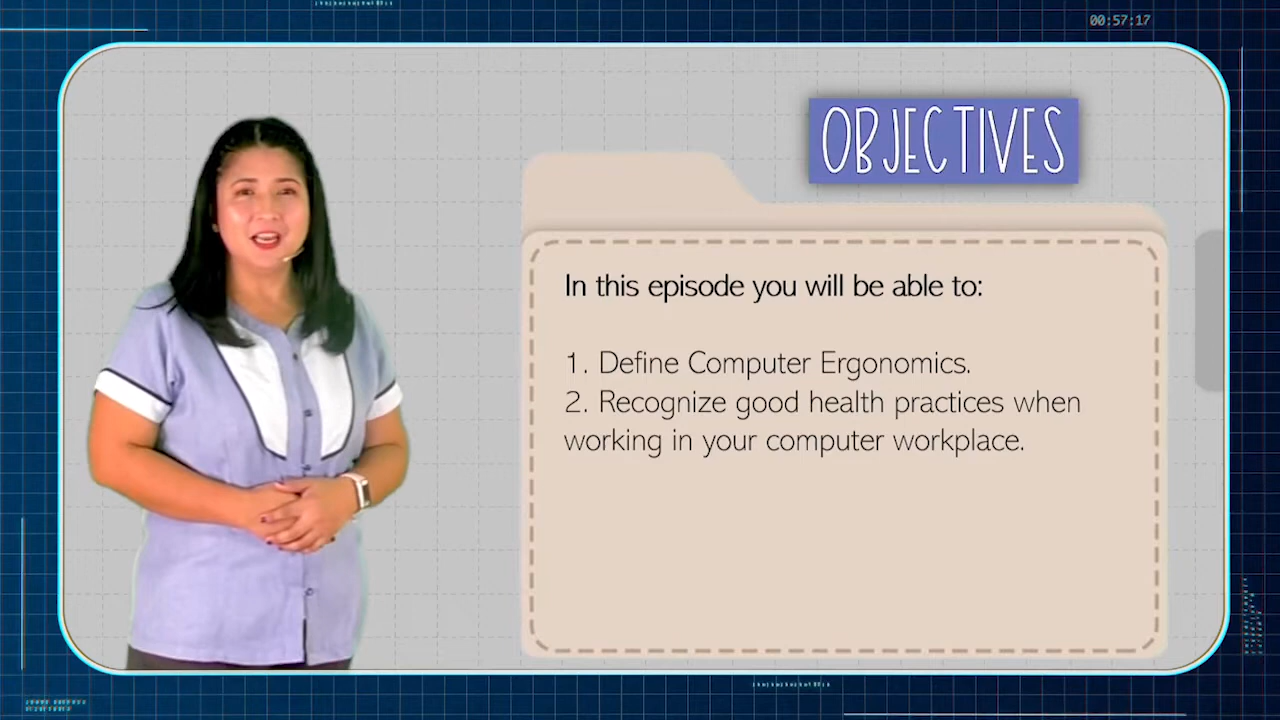 00:57:17
OBJECTIVES
In this episode you will be able to:
1. Define Computer Ergonomics.
2. Recognize good health practices when
working in your computer workplace.